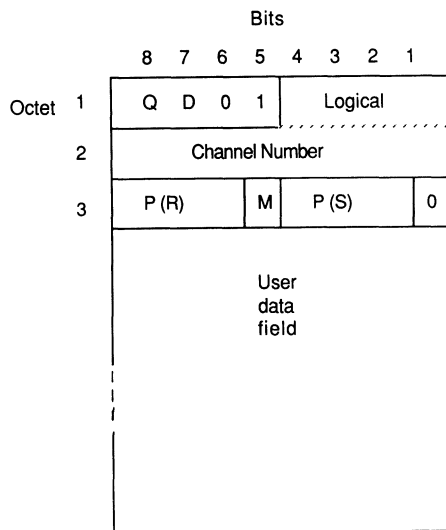 Bits
8 7 6 5 4 3 2 1
Octet 1 Q D 0 1 Logical
2 Channel Number
3 P (R) M P (S) 0
User
data
field